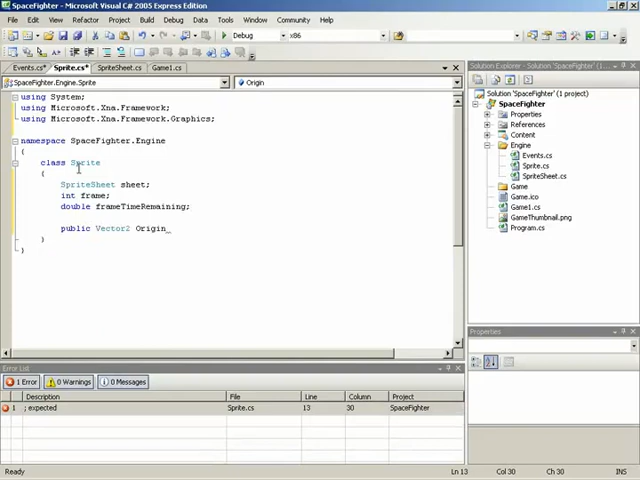 SpaceFighter - Microsoft Visual C# 2005 Express Edition
File Edit View Refactor Project Build Debug Data Tools Window Community Help
Debug x86
Events.cs* Sprite.cs* SpriteSheet.cs Game1.cs
SpaceFighter.Engine.Sprite Origin
using System;
using Microsoft.Xna.Framework;
using Microsoft.Xna.Framework.Graphics;
namespace SpaceFighter.Engine
class Sprite
{
SpriteSheet sheet;
int frame;
double frameTimeRemaining;
public Vector2 Origin_
}
}
Solution Explorer - Solution 'SpaceFighter'
Solution 'SpaceFighter' (1 project)
SpaceFighter
Properties
References
Content
Engine
Events.cs
Sprite.cs
SpriteSheet.cs
Game
Game1.cs
GameThumbnail.png
Program.cs
Properties
Error List
1 Error 0 Warnings 0 Messages
Description File Line Column Project
1 ; expected Sprite.cs 13 30 SpaceFighter
Ready Ln 13 Col 30 Ch 30 INS